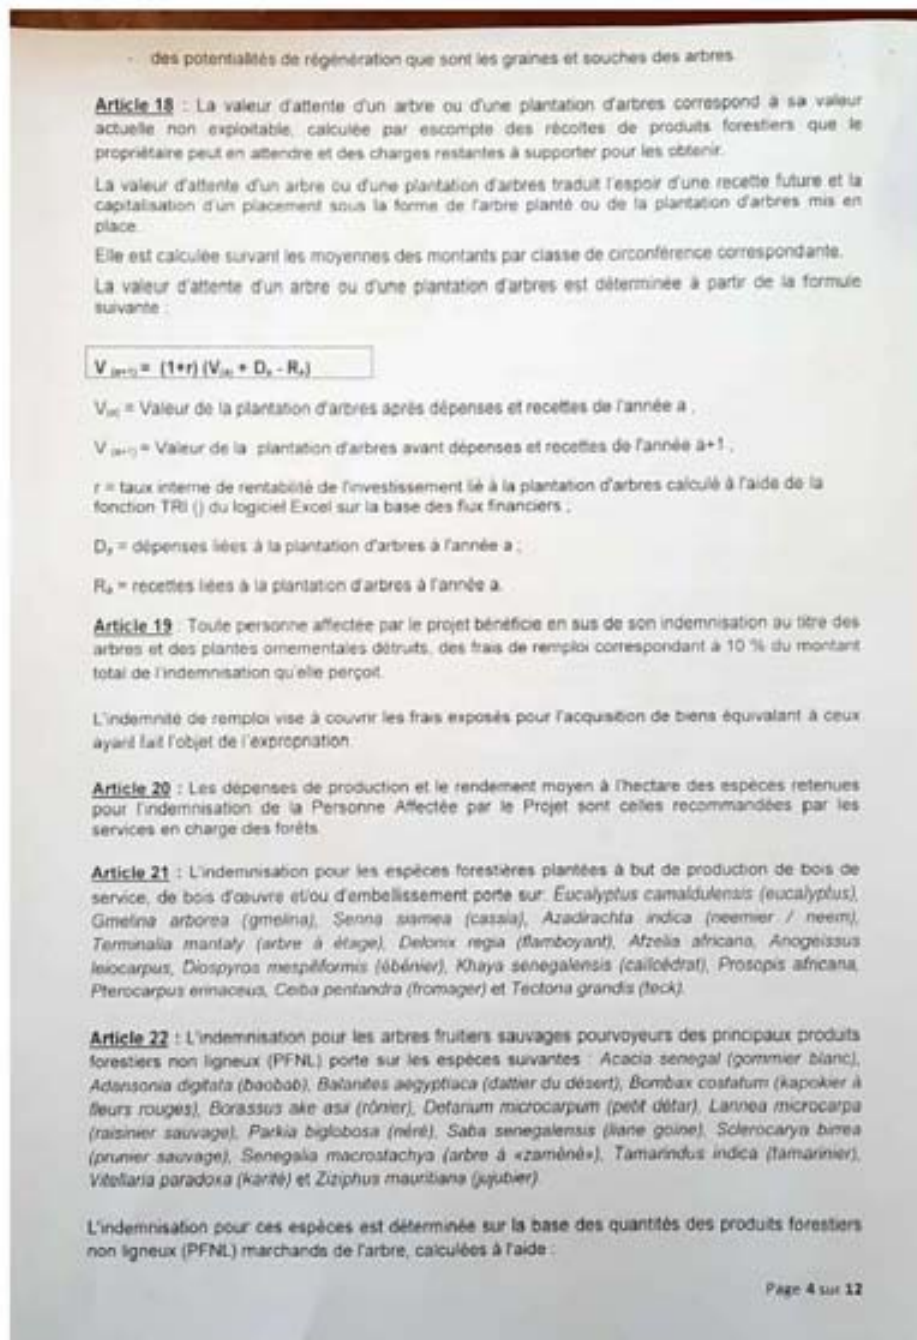 - des potentialités de régénération que sont les graines et souches des arbres.
Article 18 : La valeur d'attente d'un arbre ou d'une plantation d'arbres correspond à sa valeur
actuelle non exploitable, calculée par escompte des récoltes de produits forestiers que le
propriétaire peut en attendre et des charges restantes à supporter pour les obtenir.
La valeur d'attente d'un arbre ou d'une plantation d'arbres traduit l'espoir d'une recette future et la
capitalisation d'un placement sous la forme de l'arbre planté ou de la plantation d'arbres mis en
place.
Elle est calculée suivant les moyennes des montants par classe de circonférence correspondante.
La valeur d'attente d'un arbre ou d'une plantation d'arbres est déterminée à partir de la formule
suivante :
V (a+1) = (1+r) (V(a) + Da - Ra)
V(a) = Valeur de la plantation d'arbres après dépenses et recettes de l'année a ;
V (a+1) = Valeur de la plantation d'arbres avant dépenses et recettes de l'année a+1 ;
r = taux interne de rentabilité de l'investissement lié à la plantation d'arbres calculé à l'aide de la
fonction TRI () du logiciel Excel sur la base des flux financiers ;
Da = dépenses liées à la plantation d'arbres à l'année a ;
Ra = recettes liées à la plantation d'arbres à l'année a.
Article 19 : Toute personne affectée par le projet bénéficie en sus de son indemnisation au titre des
arbres et des plantes ornementales détruits, des frais de remploi correspondant à 10 % du montant
total de l'indemnisation qu'elle perçoit.
L'indemnité de remploi vise à couvrir les frais exposés pour l'acquisition de biens équivalant à ceux
ayant fait l'objet de l'expropriation.
Article 20 : Les dépenses de production et le rendement moyen à l'hectare des espèces retenues
pour l'indemnisation de la Personne Affectée par le Projet sont celles recommandées par les
services en charge des forêts.
Article 21 : L'indemnisation pour les espèces forestières plantées à but de production de bois de
service, de bois d'œuvre et/ou d'embellissement porte sur: Eucalyptus camaldulensis (eucalyptus),
Gmelina arborea (gmelina), Senna siamea (cassia), Azadirachta indica (neemier / neem),
Terminalia mantaly (arbre à étage), Delonix regia (flamboyant), Afzelia africana, Anogeissus
leiocarpus, Diospyros mespiliformis (ébénier), Khaya senegalensis (caïlcédrat), Prosopis africana,
Pterocarpus erinaceus, Ceiba pentandra (fromager) et Tectona grandis (teck).
Article 22 : L'indemnisation pour les arbres fruitiers sauvages pourvoyeurs des principaux produits
forestiers non ligneux (PFNL) porte sur les espèces suivantes : Acacia senegal (gommier blanc),
Adansonia digitata (baobab), Balanites aegyptiaca (dattier du désert), Bombax costatum (kapokier à
fleurs rouges), Borassus ake asii (rônier), Detarium microcarpum (petit détar), Lannea microcarpa
(raisinier sauvage), Parkia biglobosa (néré), Saba senegalensis (liane goïne), Sclerocarya birrea
(prunier sauvage), Senegalia macrostachya (arbre à «zamènè»), Tamarindus indica (tamarinier),
Vitellaria paradoxa (karité) et Ziziphus mauritiana (jujubier).
L'indemnisation pour ces espèces est déterminée sur la base des quantités des produits forestiers
non ligneux (PFNL) marchands de l'arbre, calculées à l'aide :
Page 4 sur 12